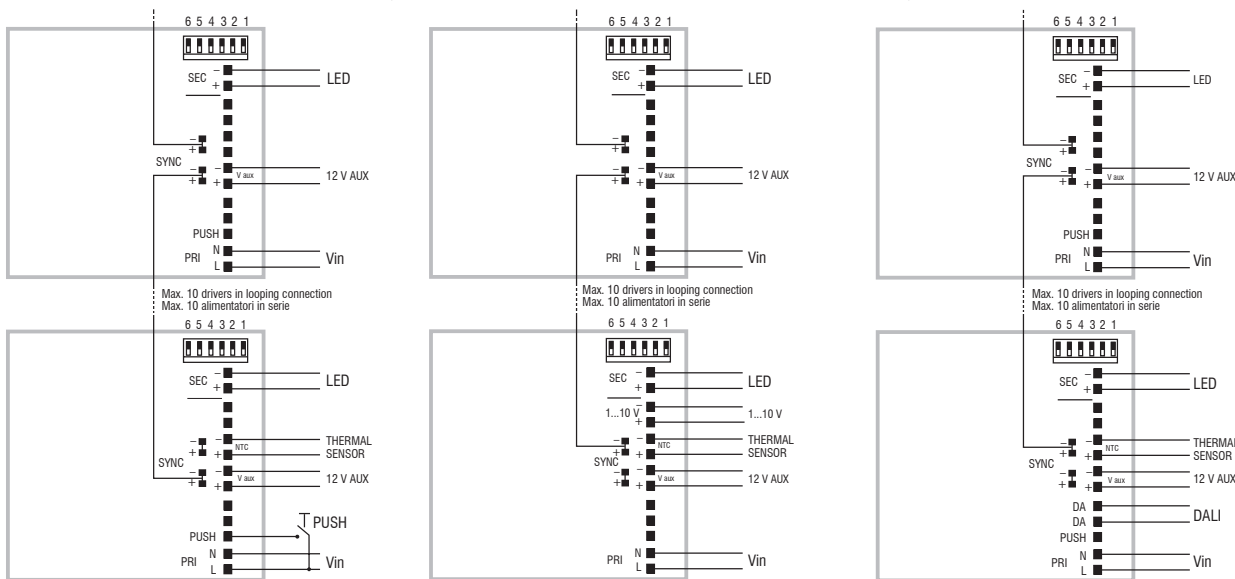 6 5 4 3 2 1
SEC
−
+
LED
−
+
SYNC
−
+
−
+
V aux
12 V AUX
PUSH
PRI
N
L
Vin
Max. 10 drivers in looping connection
Max. 10 alimentatori in serie
6 5 4 3 2 1
SEC
−
+
LED
−
+
SYNC
−
+
−
+
NTC
THERMAL
SENSOR
−
+
V aux
12 V AUX
PUSH
PUSH
PRI
N
L
Vin
6 5 4 3 2 1
SEC
−
+
LED
−
+
SYNC
−
+
−
+
V aux
12 V AUX
PRI
N
L
Vin
Max. 10 drivers in looping connection
Max. 10 alimentatori in serie
6 5 4 3 2 1
SEC
−
+
LED
1...10 V
−
+
1...10 V
−
+
SYNC
−
+
−
+
NTC
THERMAL
SENSOR
−
+
V aux
12 V AUX
PRI
N
L
Vin
6 5 4 3 2 1
SEC
−
+
LED
−
+
SYNC
−
+
−
+
V aux
12 V AUX
PUSH
PRI
N
L
Vin
Max. 10 drivers in looping connection
Max. 10 alimentatori in serie
6 5 4 3 2 1
SEC
−
+
LED
−
+
SYNC
−
+
−
+
NTC
THERMAL
SENSOR
−
+
V aux
12 V AUX
DA
DA
DALI
PUSH
PRI
N
L
Vin